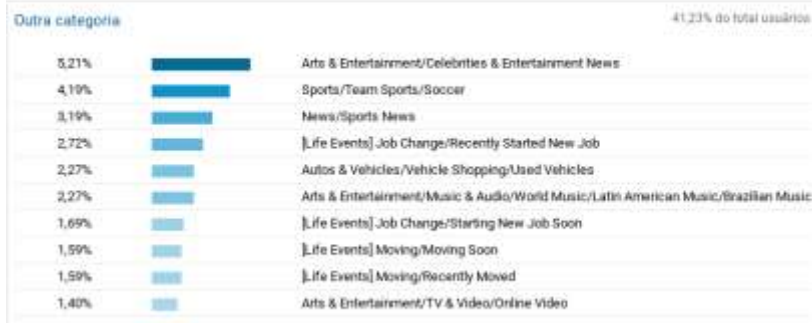 Outra categoria 41,23% do total usuários
5,21% Arts & Entertainment/Celebrities & Entertainment News
4,19% Sports/Team Sports/Soccer
3,19% News/Sports News
2,72% [Life Events] Job Change/Recently Started New Job
2,27% Autos & Vehicles/Vehicle Shopping/Used Vehicles
2,27% Arts & Entertainment/Music & Audio/World Music/Latin American Music/Brazilian Music
1,69% [Life Events] Job Change/Starting New Job Soon
1,59% [Life Events] Moving/Moving Soon
1,59% [Life Events] Moving/Recently Moved
1,40% Arts & Entertainment/TV & Video/Online Video